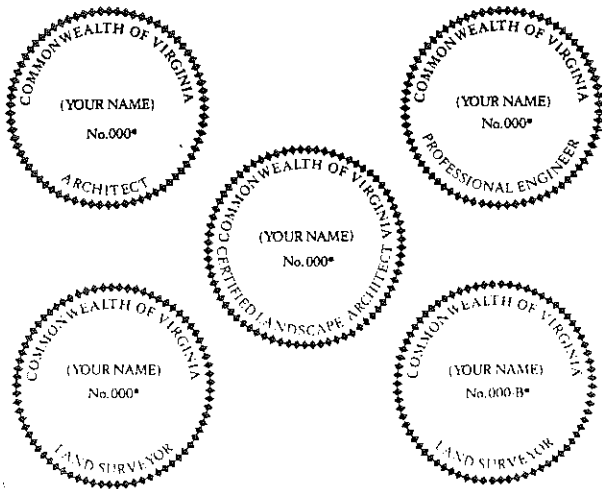 COMMONWEALTH OF VIRGINIA
(YOUR NAME)
No.000*
ARCHITECT
COMMONWEALTH OF VIRGINIA
(YOUR NAME)
No.000*
PROFESSIONAL ENGINEER
COMMONWEALTH OF VIRGINIA
(YOUR NAME)
No.000*
CERTIFIED LANDSCAPE ARCHITECT
COMMONWEALTH OF VIRGINIA
(YOUR NAME)
No.000*
LAND SURVEYOR
COMMONWEALTH OF VIRGINIA
(YOUR NAME)
No.000-B*
LAND SURVEYOR